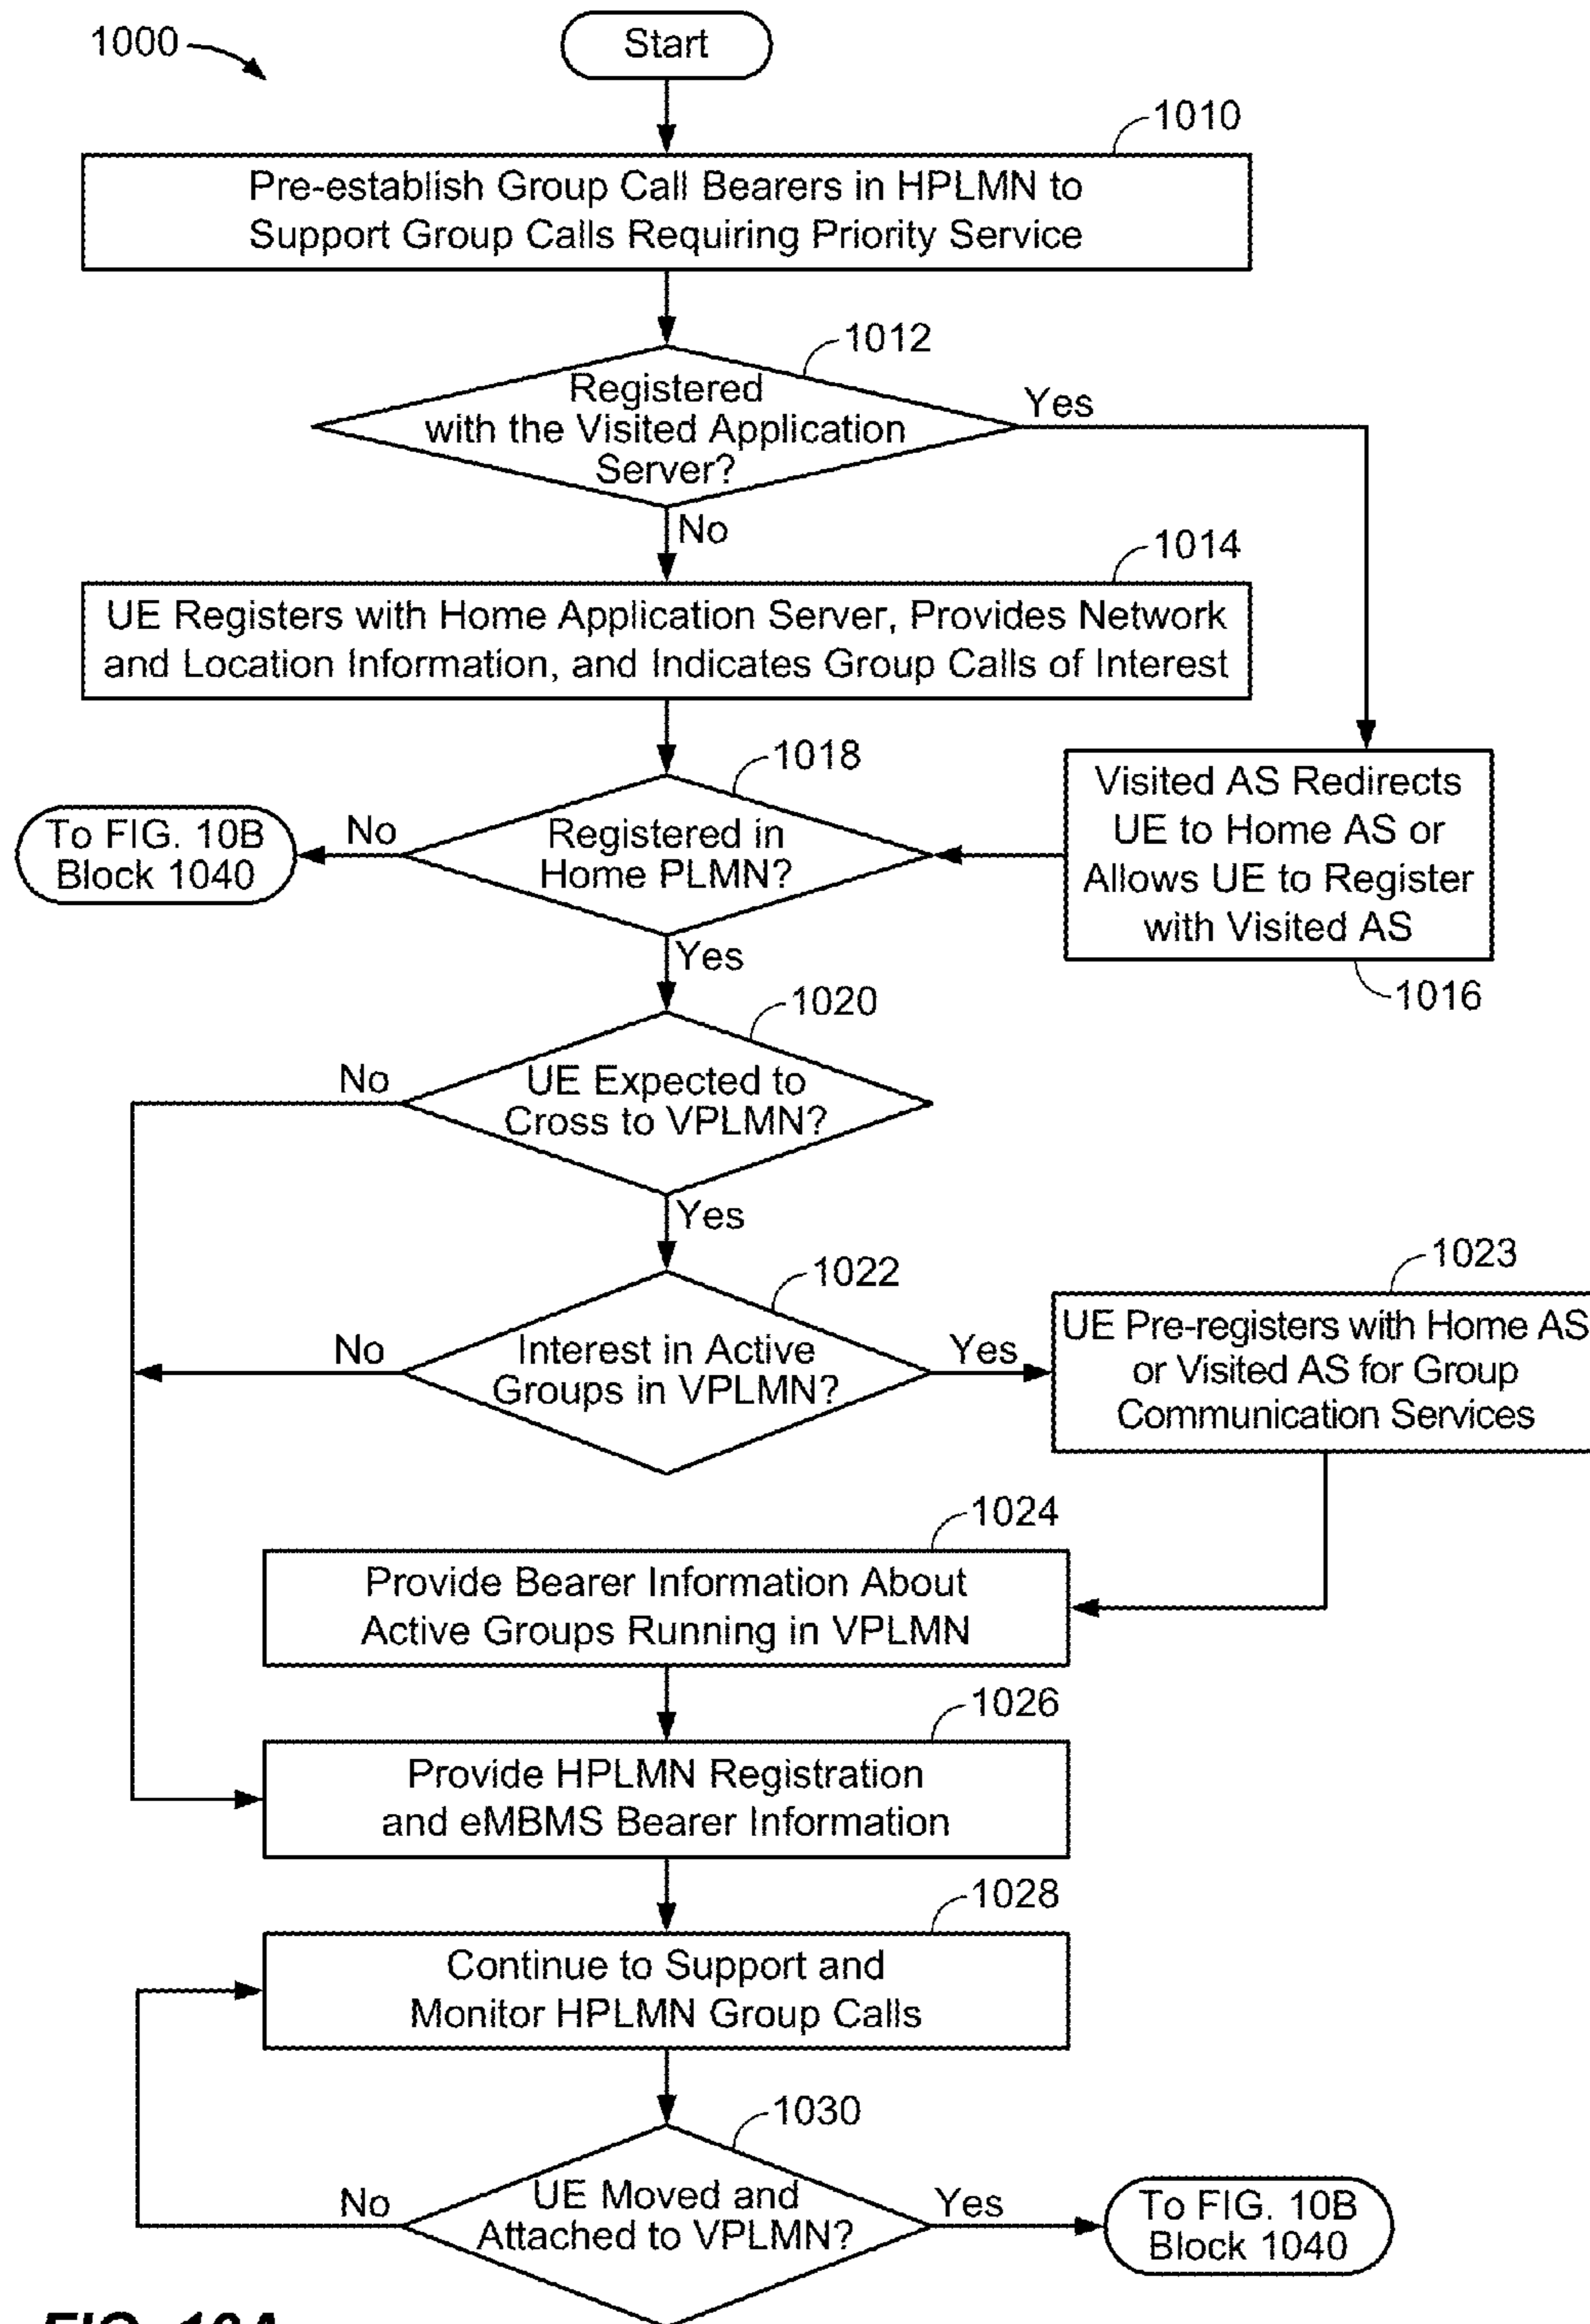 1000
Start
1010
Pre-establish Group Call Bearers in HPLMN to
Support Group Calls Requiring Priority Service
1012
Registered
with the Visited Application
Server?
Yes
No
1014
UE Registers with Home Application Server, Provides Network
and Location Information, and Indicates Group Calls of Interest
1018
Registered in
Home PLMN?
No
To FIG. 10B
Block 1040
Visited AS Redirects
UE to Home AS or
Allows UE to Register
with Visited AS
1016
Yes
1020
UE Expected to
Cross to VPLMN?
No
Yes
1022
Interest in Active
Groups in VPLMN?
No
Yes
1023
UE Pre-registers with Home AS
or Visited AS for Group
Communication Services
1024
Provide Bearer Information About
Active Groups Running in VPLMN
1026
Provide HPLMN Registration
and eMBMS Bearer Information
1028
Continue to Support and
Monitor HPLMN Group Calls
1030
UE Moved and
Attached to VPLMN?
No
Yes
To FIG. 10B
Block 1040
FIG. 10A